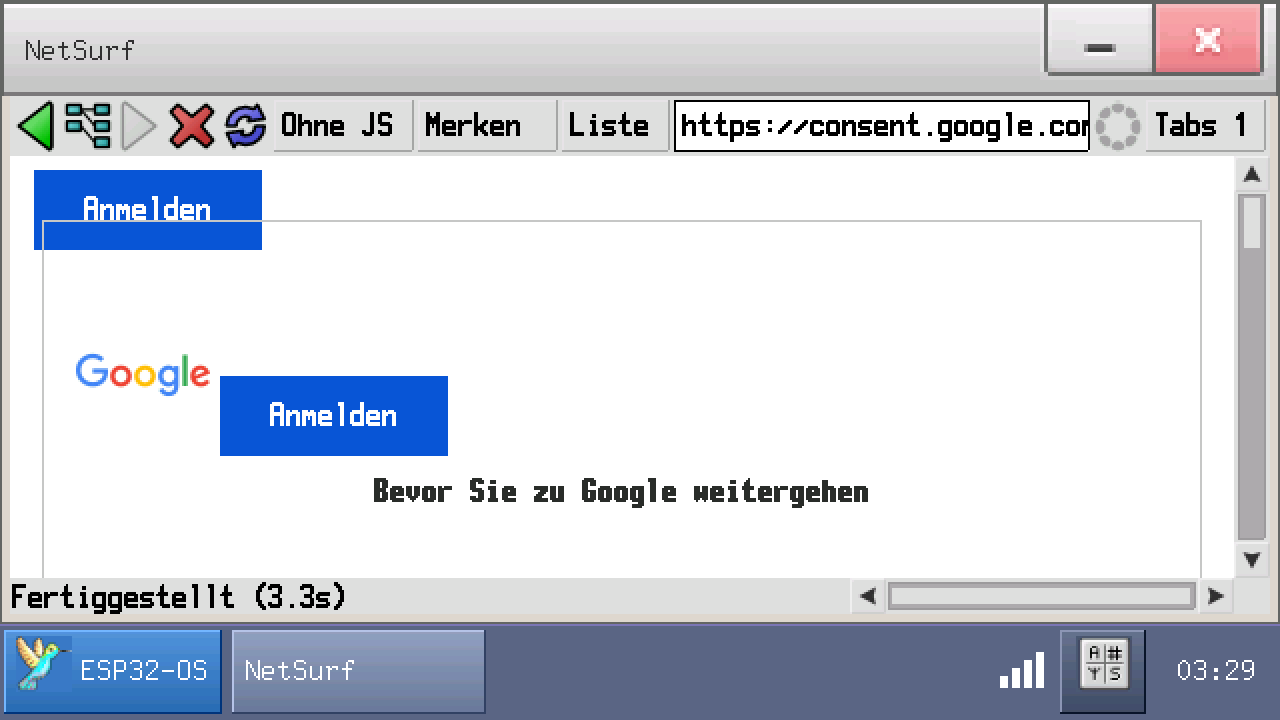 NetSurf
Ohne JS Merken Liste https://consent.google.com Tabs 1
Anmelden
Google
Anmelden
Bevor Sie zu Google weitergehen
Fertiggestellt (3.3s)
ESP32-OS NetSurf A # Y S 03:29